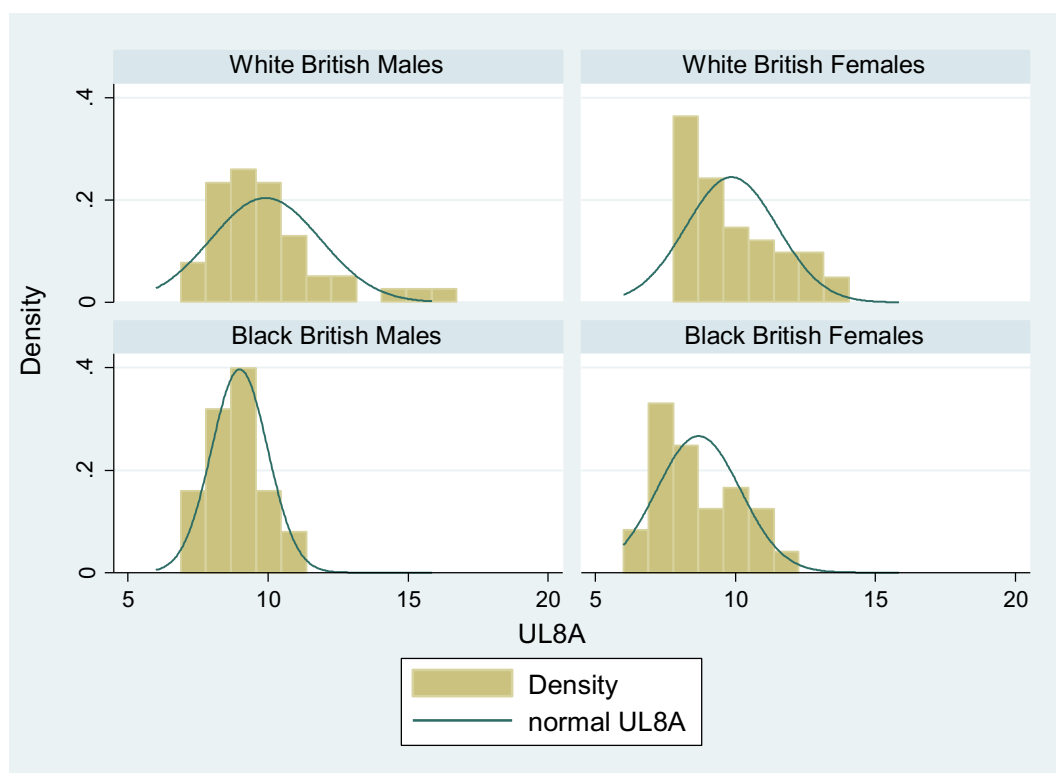 White British Males
White British Females
Density
0
.2
.4
Black British Males
Black British Females
0
.2
.4
5
10
15
20
5
10
15
20
UL8A
Density
normal UL8A